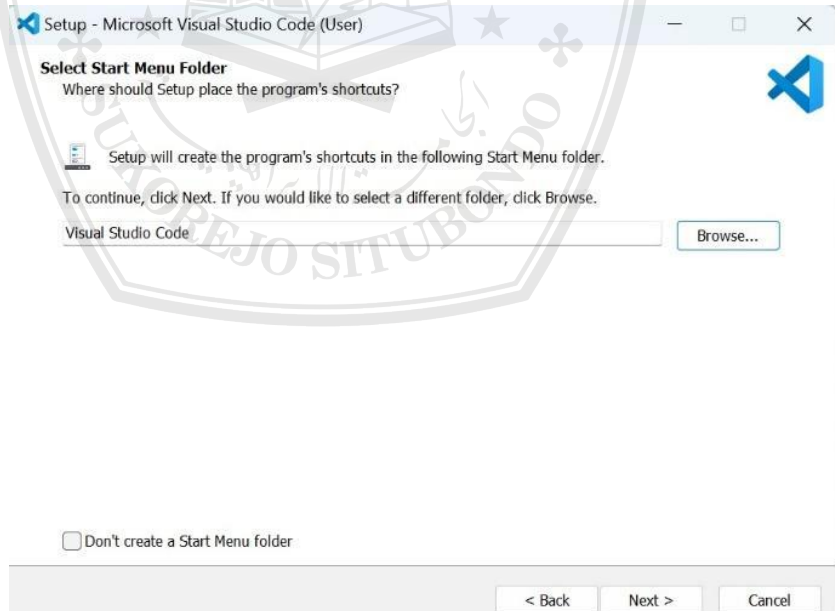 Setup - Microsoft Visual Studio Code (User)
Select Start Menu Folder
Where should Setup place the program's shortcuts?
Setup will create the program's shortcuts in the following Start Menu folder.
To continue, click Next. If you would like to select a different folder, click Browse.
Visual Studio Code
Browse...
SUKOREJO SITUBONDO
Don't create a Start Menu folder
< Back
Next >
Cancel